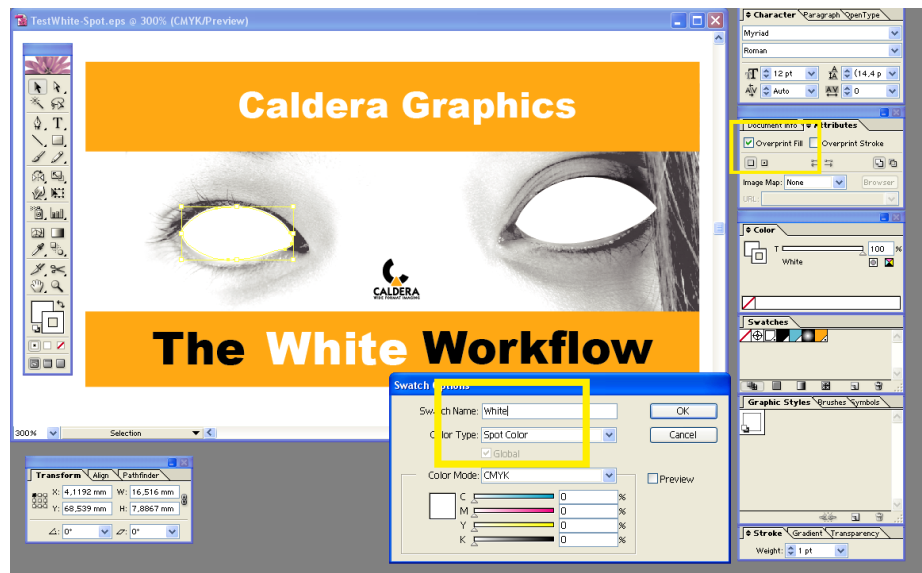 TestWhite-Spot.eps @ 300% (CMYK/Preview)
Caldera Graphics
CALDERA
WIDE FORMAT IMAGING
The White Workflow
300% Selection
Character Paragraph OpenType
Myriad
Roman
12 pt (14,4 p
Auto 0
Document Info Attributes
Overprint Fill Overprint Stroke
Image Map: None Browser
URL:
Color
T 100 %
White
Swatches
Graphic Styles Brushes Symbols
Stroke Gradient Transparency
Weight: 1 pt
Swatch Options
Swatch Name: White OK
Color Type: Spot Color Cancel
Global
Color Mode: CMYK Preview
C 0 %
M 0 %
Y 0 %
K 0 %
Transform Align Pathfinder
X: 4,1192 mm W: 16,516 mm
Y: 68,539 mm H: 7,8867 mm
0° 0°